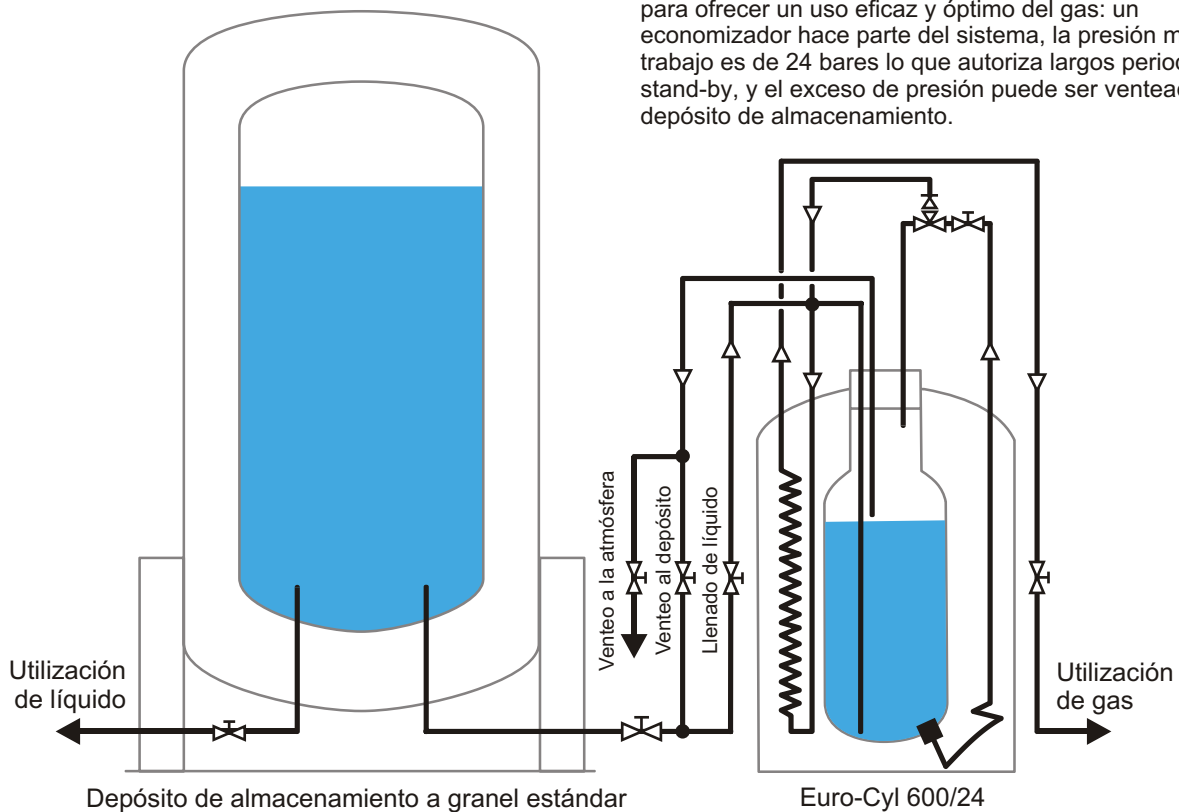 para ofrecer un uso eficaz y óptimo del gas: un
economizador hace parte del sistema, la presión
trabajo es de 24 bares lo que autoriza largos
stand-by, y el exceso de presión puede ser
depósito de almacenamiento.
Venteo a la atmósfera
Venteo al depósito
Llenado de líquido
Utilización
de líquido
Utilización
de gas
Depósito de almacenamiento a granel estándar
Euro-Cyl 600/24